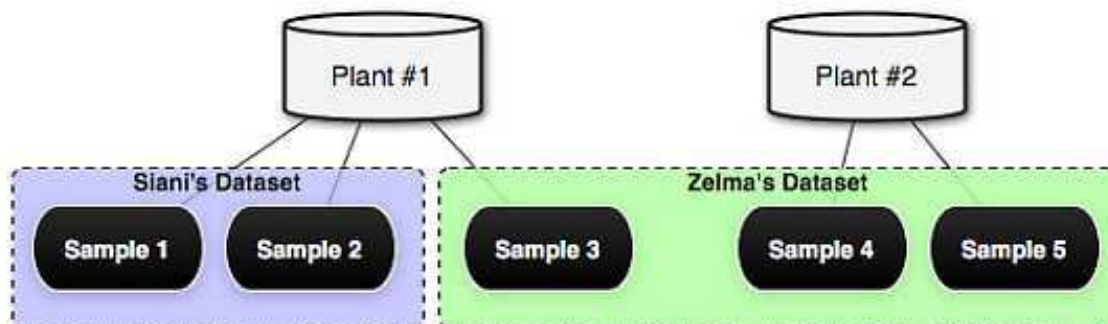 Plant #1
Plant #2
Siani's Dataset
Zelma's Dataset
Sample 1
Sample 2
Sample 3
Sample 4
Sample 5